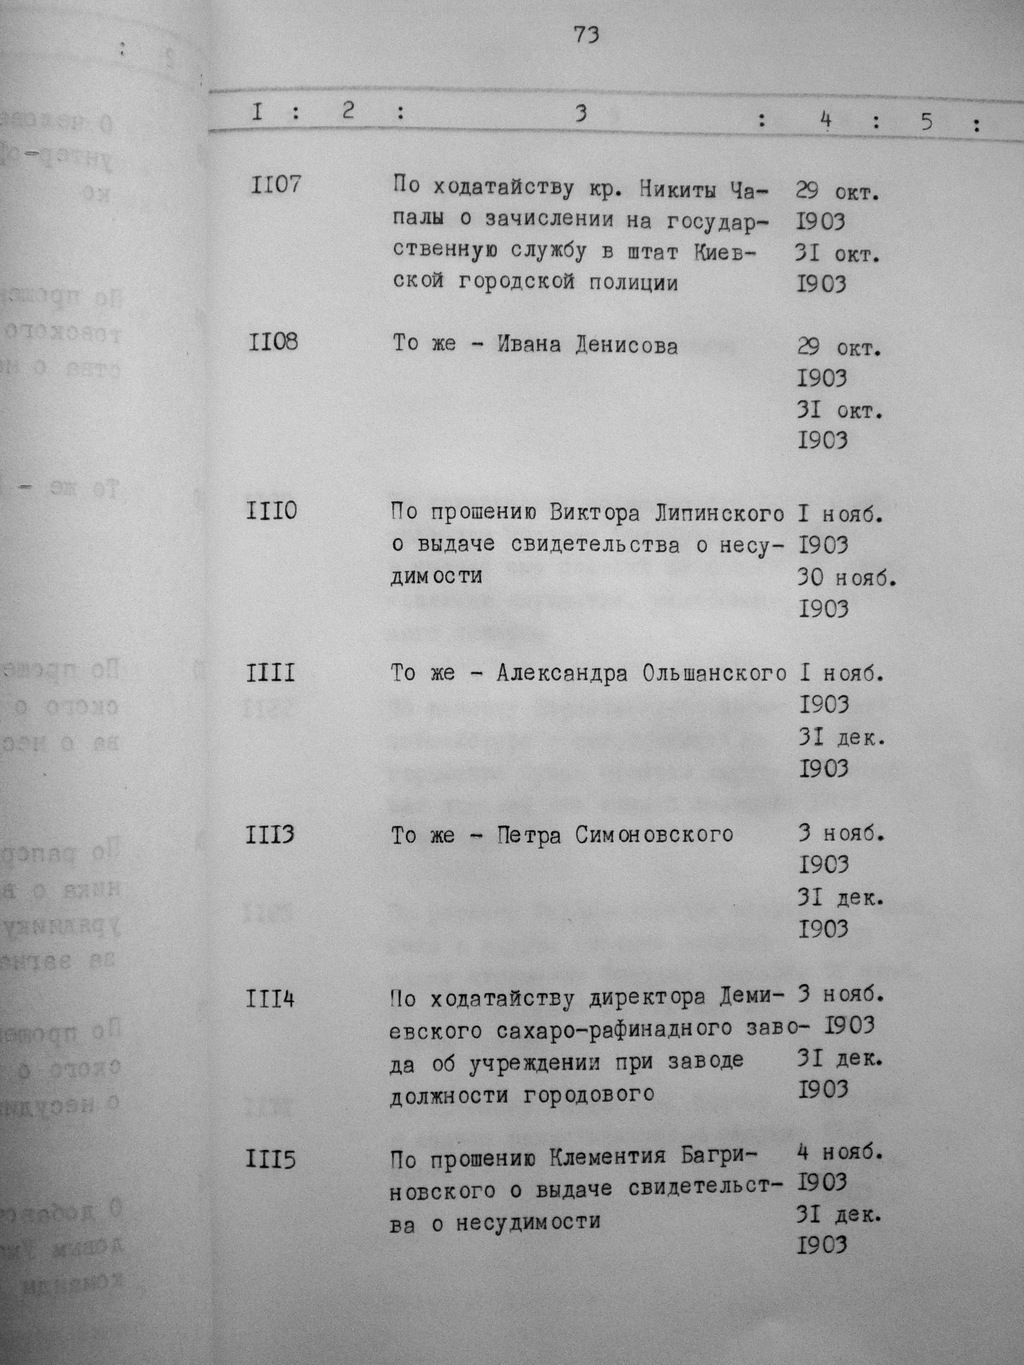 73
I : 2 : 3 : 4 : 5 :
II07 По ходатайству кр. Никиты Ча- 29 окт.
палы о зачислении на государ- I903
ственную службу в штат Киев- 3I окт.
ской городской полиции I903
II08 То же - Ивана Денисова 29 окт.
I903
3I окт.
I903
III0 По прошению Виктора Липинского I нояб.
о выдаче свидетельства о несу- I903
димости 30 нояб.
I903
IIII То же - Александра Ольшанского I нояб.
I903
3I дек.
I903
III3 То же - Петра Симоновского 3 нояб.
I903
3I дек.
I903
III4 По ходатайству директора Деми- 3 нояб.
евского сахаро-рафинадного заво- I903
да об учреждении при заводе 3I дек.
должности городового I903
III5 По прошению Клементия Багри- 4 нояб.
новского о выдаче свидетельст- I903
ва о несудимости 3I дек.
I903